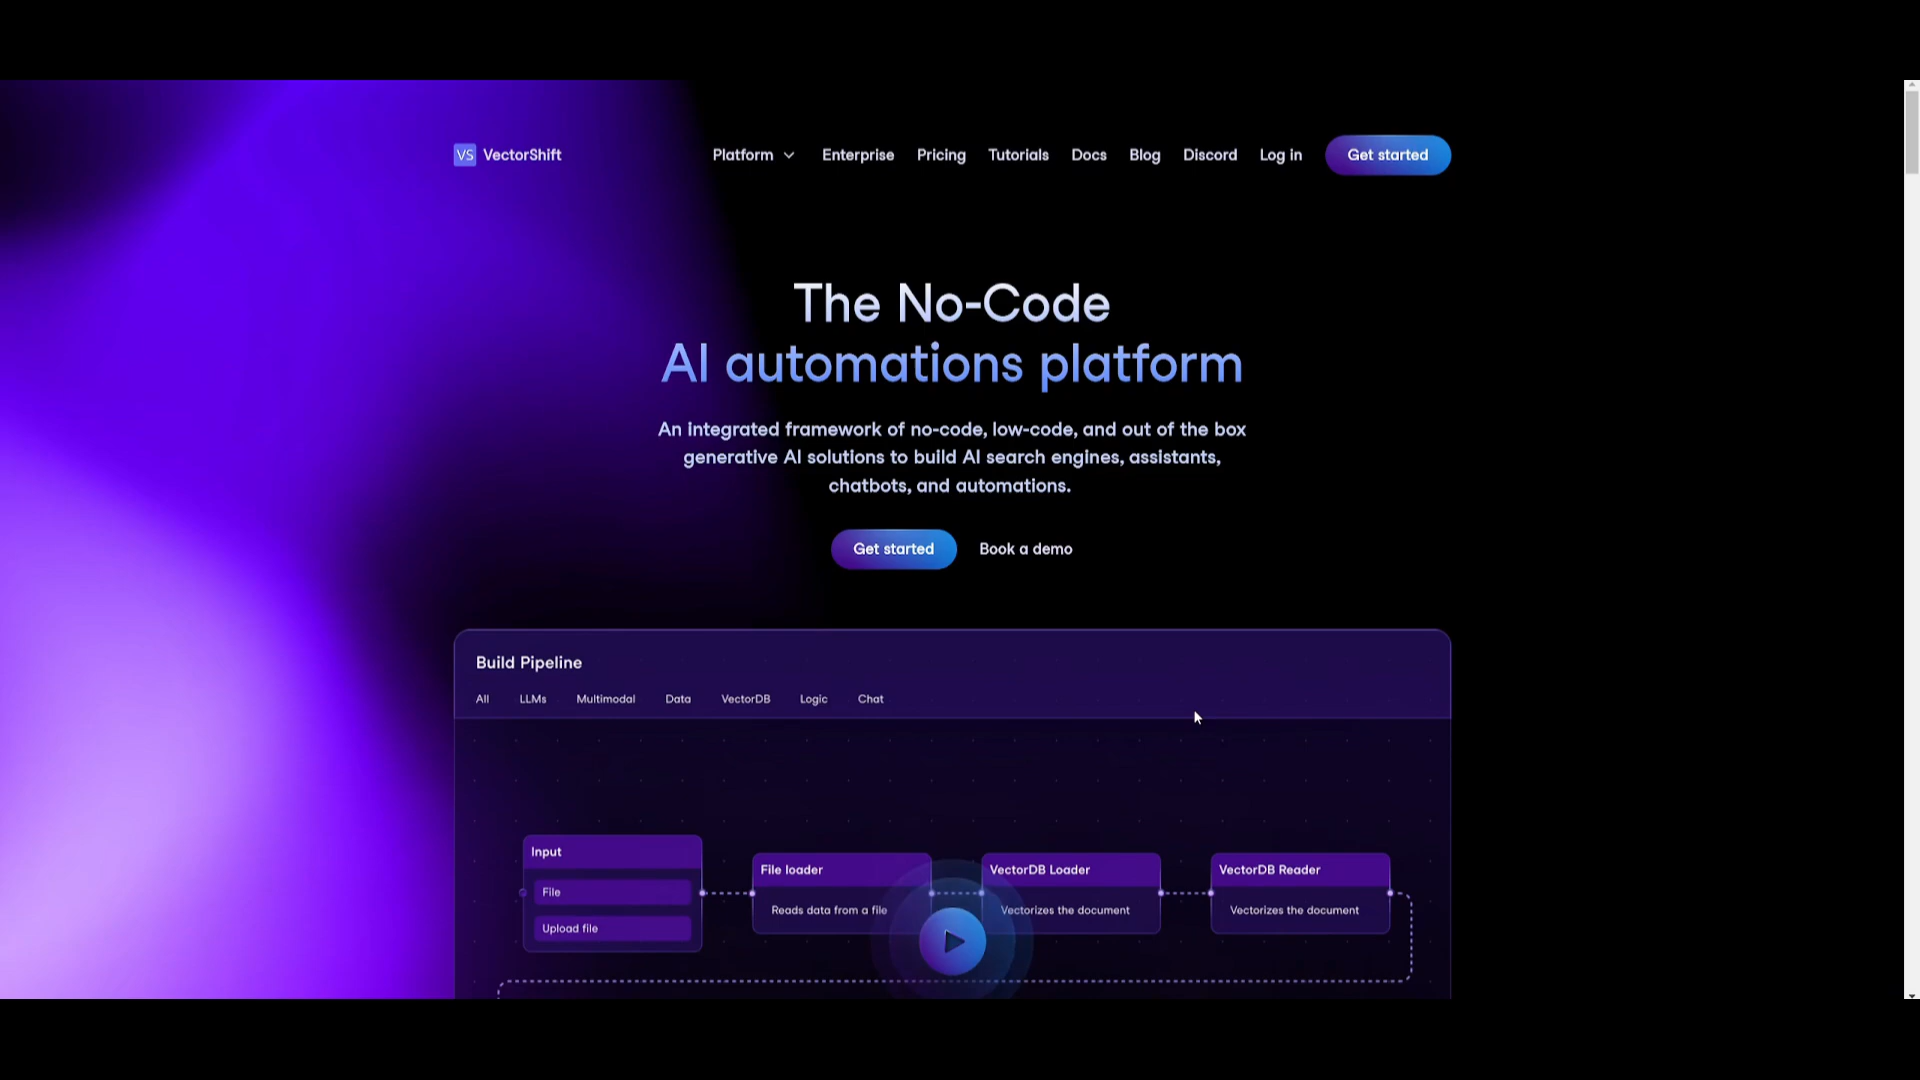 VS VectorShift
Platform Enterprise Pricing Tutorials Docs Blog Discord Log in Get started
The No-Code
AI automations platform
An integrated framework of no-code, low-code, and out of the box
generative AI solutions to build AI search engines, assistants,
chatbots, and automations.
Get started Book a demo
Build Pipeline
All LLMs Multimodal Data VectorDB Logic Chat
Input
File
Upload file
File loader
Reads data from a file
VectorDB Loader
Vectorizes the document
VectorDB Reader
Vectorizes the document